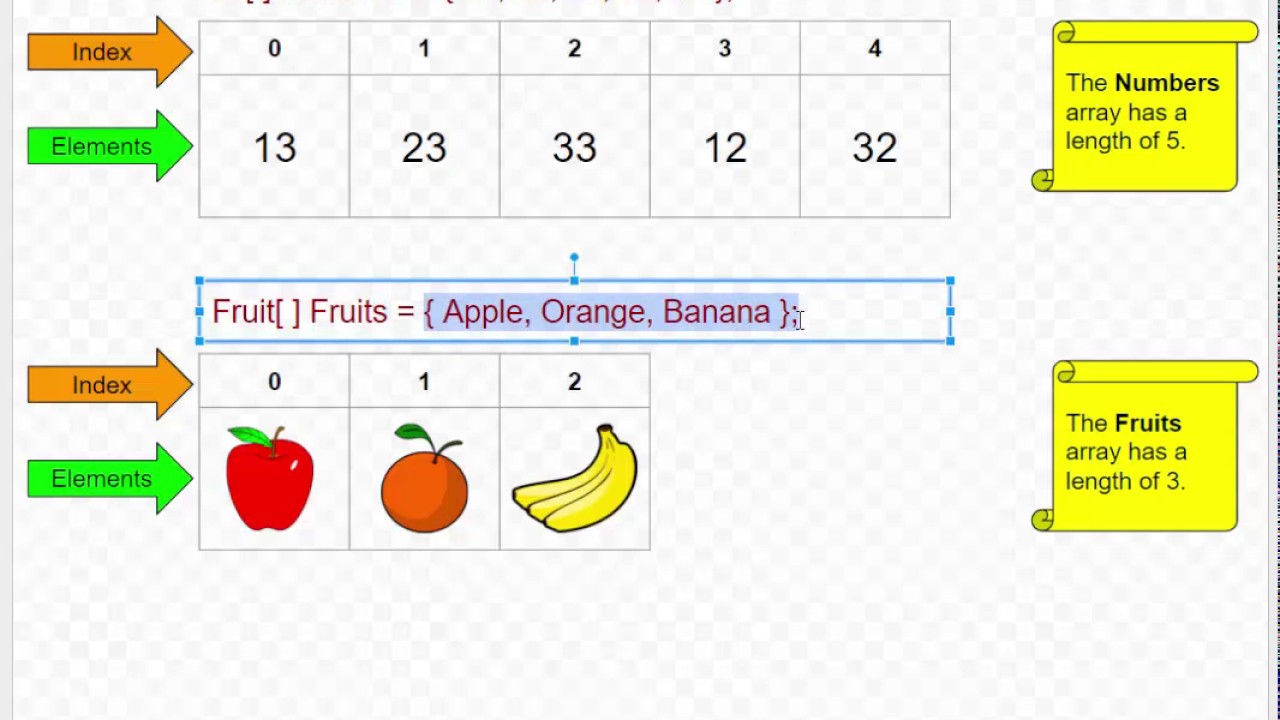 Index
0 1 2 3 4
The Numbers
array has a
length of 5.
Elements
13 23 33 12 32
Fruit[ ] Fruits = { Apple, Orange, Banana };
Index
0 1 2
The Fruits
array has a
length of 3.
Elements